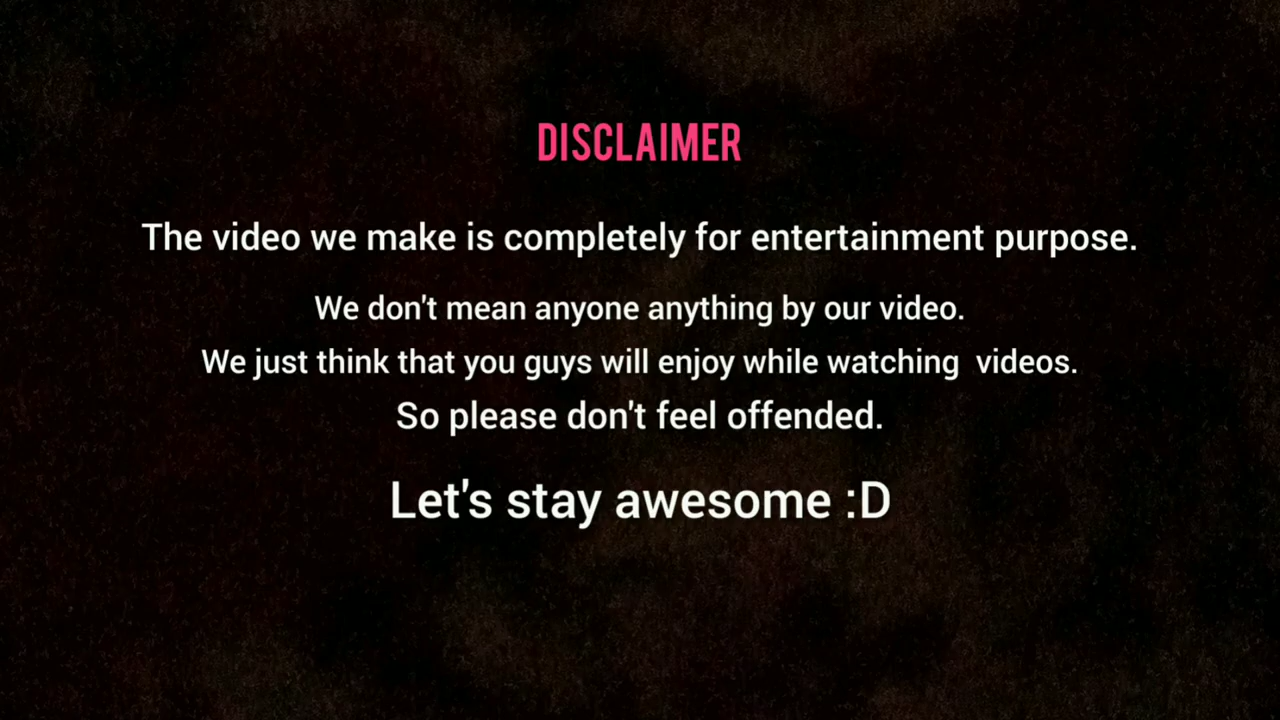 DISCLAIMER
The video we make is completely for entertainment purpose.
We don't mean anyone anything by our video.
We just think that you guys will enjoy while watching  videos.
So please don't feel offended.
Let's stay awesome :D